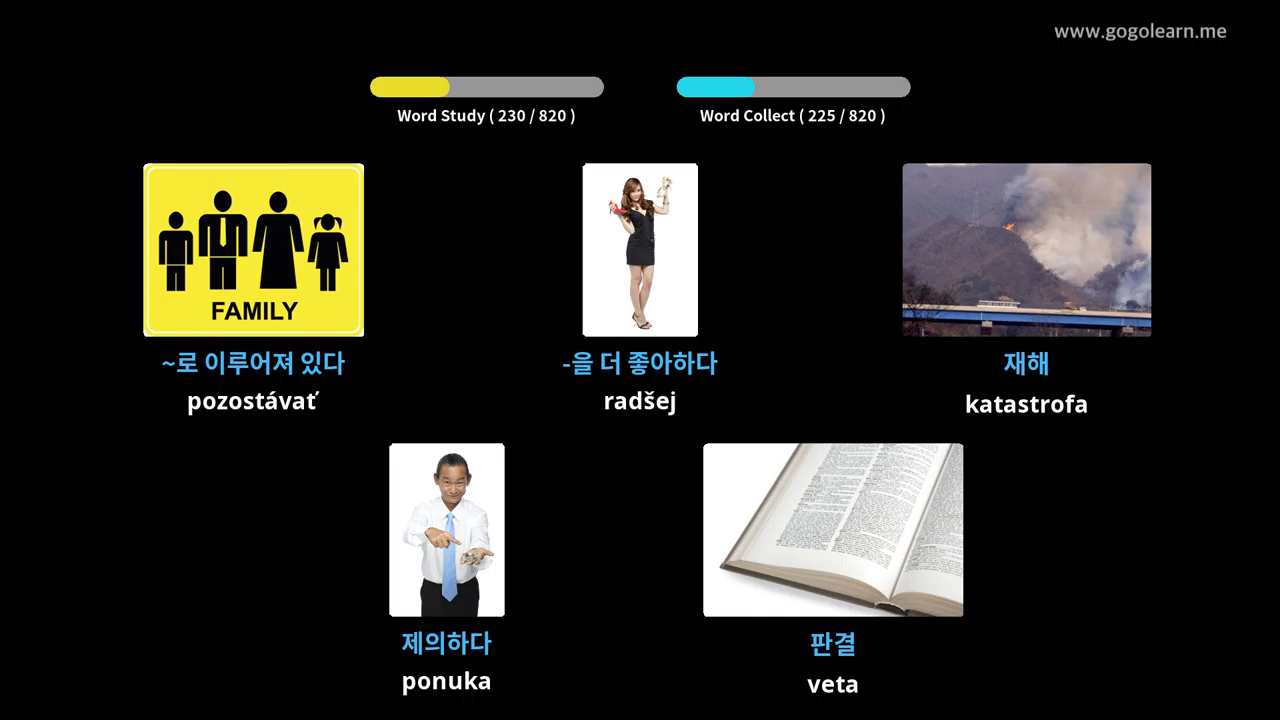 www.gogolearn.me
Word Study ( 230 / 820 )
Word Collect ( 225 / 820 )
FAMILY
~로 이루어져 있다
pozostávať
-을 더 좋아하다
radšej
재해
katastrofa
제의하다
ponuka
판결
veta